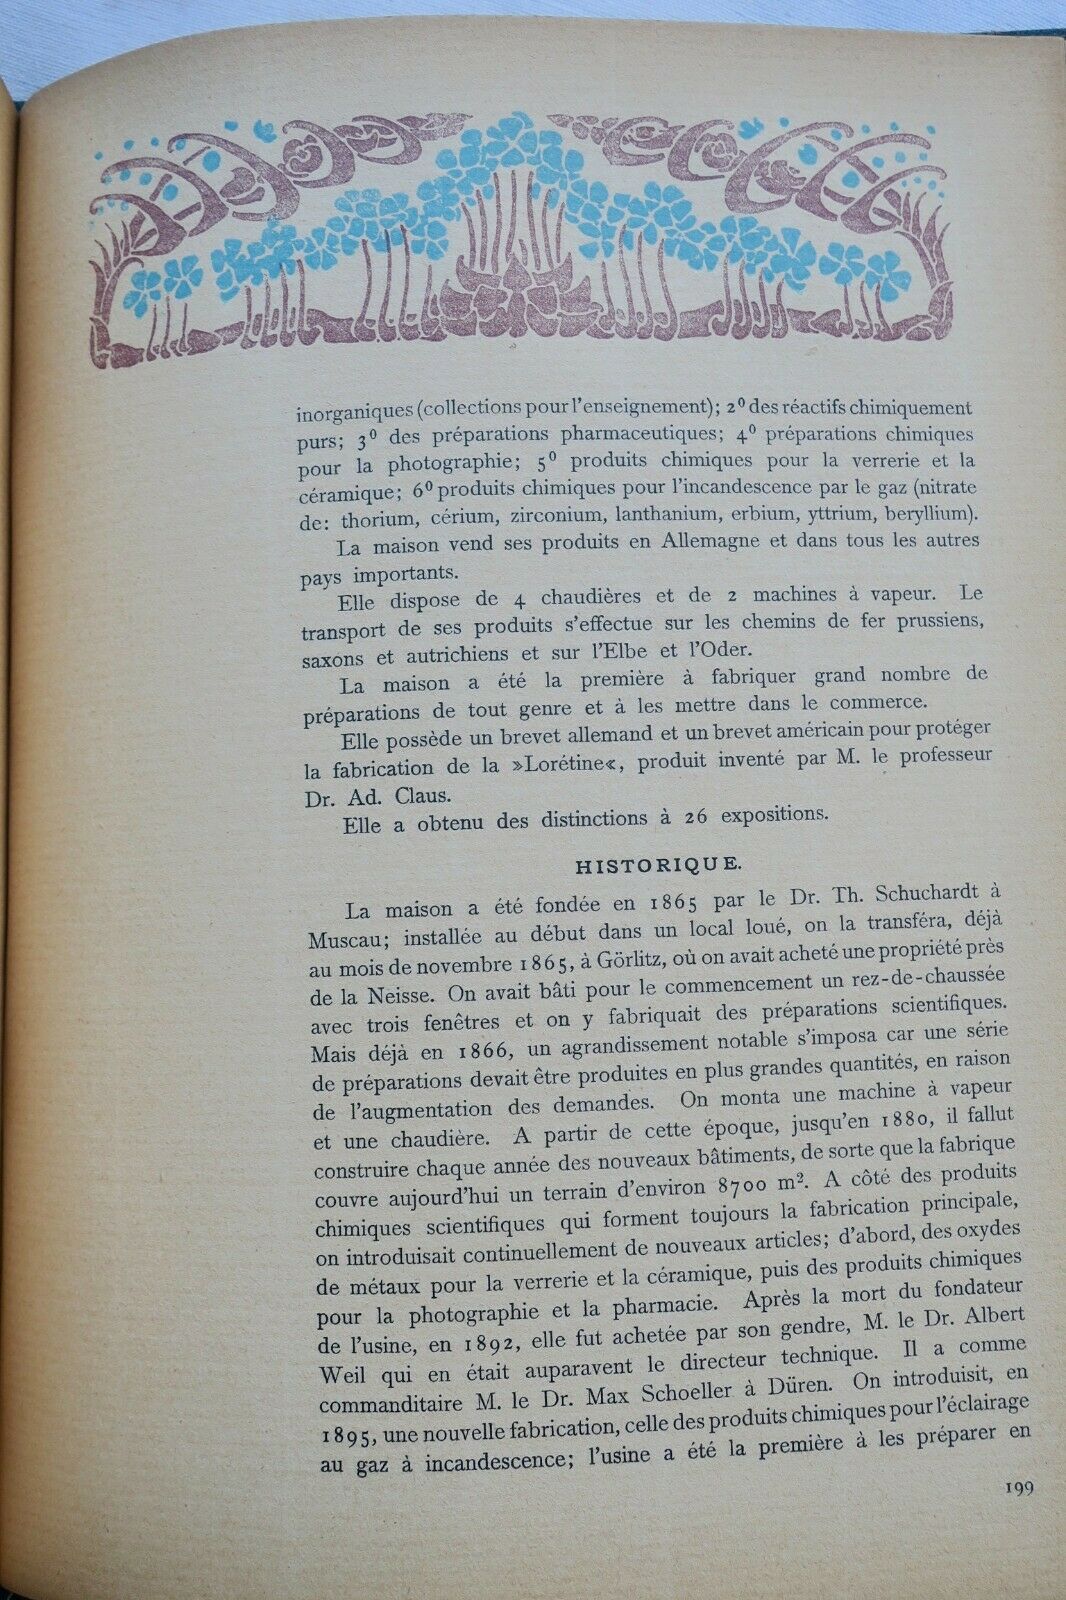 inorganiques (collections pour l'enseignement); 2⁰ des réactifs chimiquement
purs; 3⁰ des préparations pharmaceutiques; 4⁰ préparations chimiques
pour la photographie; 5⁰ produits chimiques pour la verrerie et la
céramique; 6⁰ produits chimiques pour l'incandescence par le gaz (nitrate
de: thorium, cérium, zirconium, lanthanium, erbium, yttrium, beryllium).
La maison vend ses produits en Allemagne et dans tous les autres
pays importants.
Elle dispose de 4 chaudières et de 2 machines à vapeur. Le
transport de ses produits s'effectue sur les chemins de fer prussiens,
saxons et autrichiens et sur l'Elbe et l'Oder.
La maison a été la première à fabriquer grand nombre de
préparations de tout genre et à les mettre dans le commerce.
Elle possède un brevet allemand et un brevet américain pour protéger
la fabrication de la »Lorétine«, produit inventé par M. le professeur
Dr. Ad. Claus.
Elle a obtenu des distinctions à 26 expositions.
HISTORIQUE.
La maison a été fondée en 1865 par le Dr. Th. Schuchardt à
Muscau; installée au début dans un local loué, on la transféra, déjà
au mois de novembre 1865, à Görlitz, où on avait acheté une propriété près
de la Neisse. On avait bâti pour le commencement un rez-de-chaussée
avec trois fenêtres et on y fabriquait des préparations scientifiques.
Mais déjà en 1866, un agrandissement notable s'imposa car une série
de préparations devait être produites en plus grandes quantités, en raison
de l'augmentation des demandes. On monta une machine à vapeur
et une chaudière. A partir de cette époque, jusqu'en 1880, il fallut
construire chaque année des nouveaux bâtiments, de sorte que la fabrique
couvre aujourd'hui un terrain d'environ 8700 m². A côté des produits
chimiques scientifiques qui forment toujours la fabrication principale,
on introduisait continuellement de nouveaux articles; d'abord, des oxydes
de métaux pour la verrerie et la céramique, puis des produits chimiques
pour la photographie et la pharmacie. Après la mort du fondateur
de l'usine, en 1892, elle fut achetée par son gendre, M. le Dr. Albert
Weil qui en était auparavent le directeur technique. Il a comme
commanditaire M. le Dr. Max Schoeller à Düren. On introduisit, en
1895, une nouvelle fabrication, celle des produits chimiques pour l'éclairage
au gaz à incandescence; l'usine a été la première à les préparer en
199